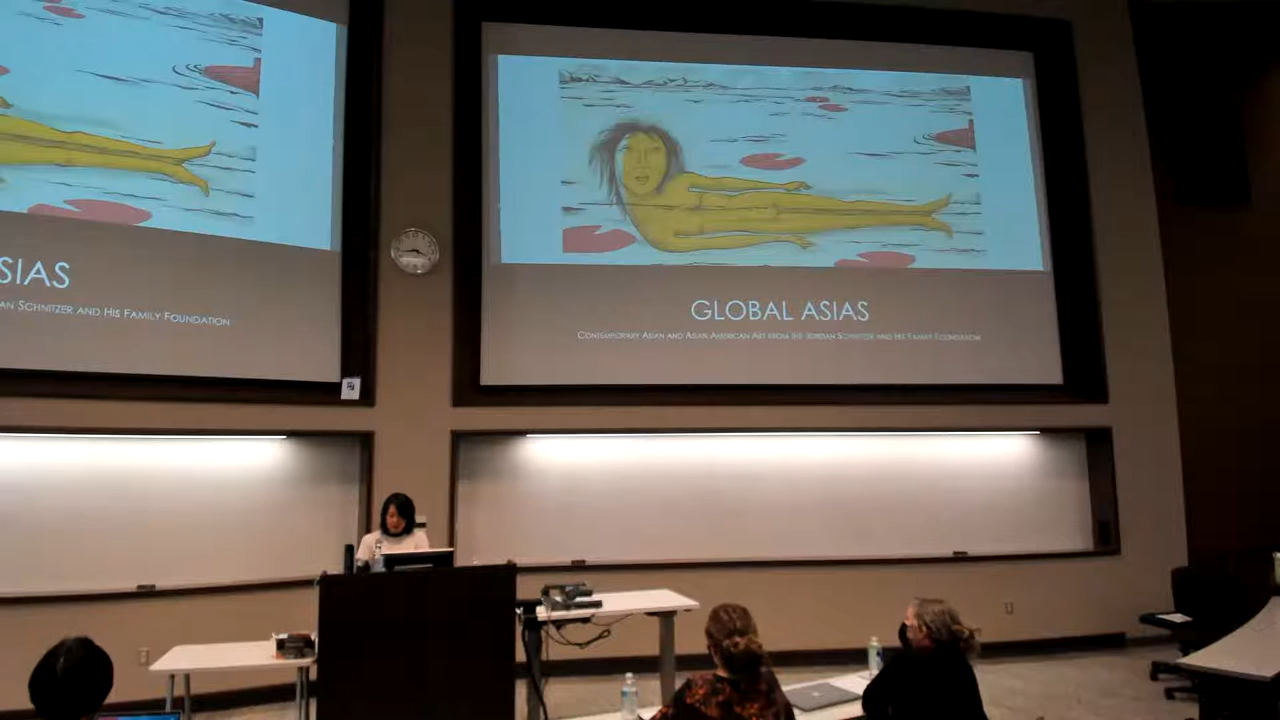 SIAS
AN SCHNITZER AND HIS FAMILY FOUNDATION
GLOBAL ASIAS
CONTEMPORARY ASIAN AND ASIAN AMERICAN ART FROM THE JORDAN SCHNITZER AND HIS FAMILY FOUNDATION